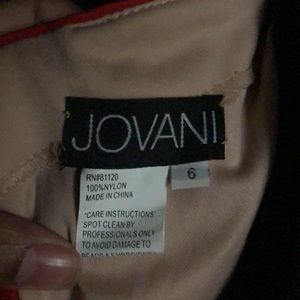 JOVANI
6
RN#81120
100%NYLON
MADE IN CHINA
*CARE INSTRUCTIONS*
SPOT CLEAN BY
PROFESSIONALS ONLY
TO AVOID DAMAGE TO